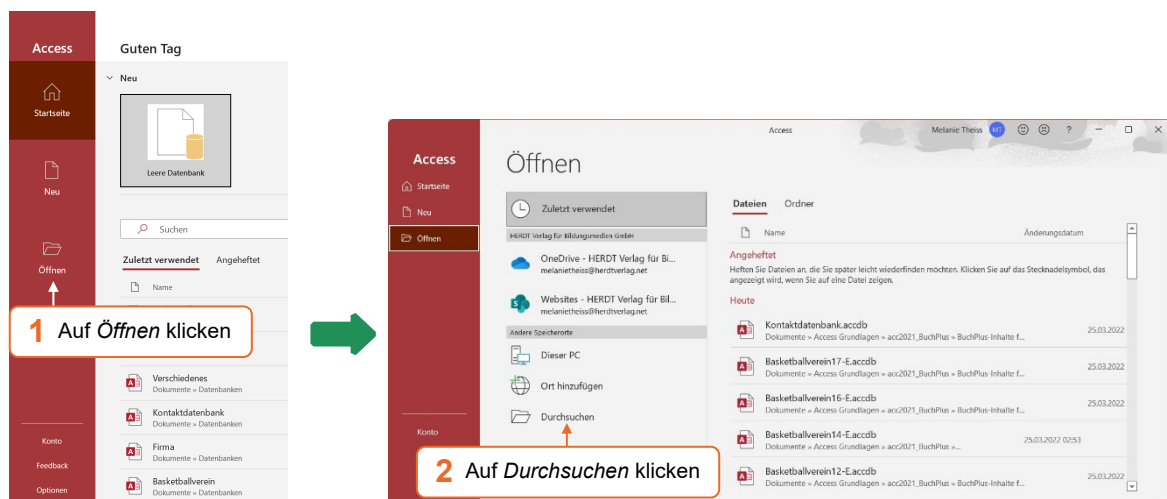 Access
Guten Tag
Startseite
Neu
Öffnen
Neu
Leere Datenbank
Suchen
Zuletzt verwendet Angeheftet
Name
1 Auf Öffnen klicken
Verschiedenes
Dokumente » Datenbanken
Kontaktdatenbank
Dokumente » Datenbanken
Firma
Dokumente » Datenbanken
Basketballverein
Dokumente » Datenbanken
Konto
Feedback
Optionen
Access
Melanie Theiss MT ?
Access
Startseite
Neu
Öffnen
Konto
Öffnen
Zuletzt verwendet
HERDT Verlag für Bildungsmedien GmbH
OneDrive - HERDT Verlag für Bi...
melanietheiss@herdtverlag.net
Websites - HERDT Verlag für Bil...
melanietheiss@herdtverlag.net
Andere Speicherorte
Dieser PC
Ort hinzufügen
Durchsuchen
2 Auf Durchsuchen klicken
Dateien Ordner
Name Änderungsdatum
Angeheftet
Heften Sie Dateien an, die Sie später leicht wiederfinden möchten. Klicken Sie auf das Stecknadelsymbol, das
angezeigt wird, wenn Sie auf eine Datei zeigen.
Heute
Kontaktdatenbank.accdb 25.03.2022
Dokumente » Access Grundlagen » acc2021_BuchPlus » BuchPlus-Inhalte f...
Basketballverein17-E.accdb 25.03.2022
Dokumente » Access Grundlagen » acc2021_BuchPlus » BuchPlus-Inhalte f...
Basketballverein16-E.accdb 25.03.2022
Dokumente » Access Grundlagen » acc2021_BuchPlus » BuchPlus-Inhalte f...
Basketballverein14-E.accdb 25.03.2022 02:53
Dokumente » Access Grundlagen » acc2021_BuchPlus »...
Basketballverein12-E.accdb 25.03.2022
Dokumente » Access Grundlagen » acc2021_BuchPlus » BuchPlus-Inhalte f...